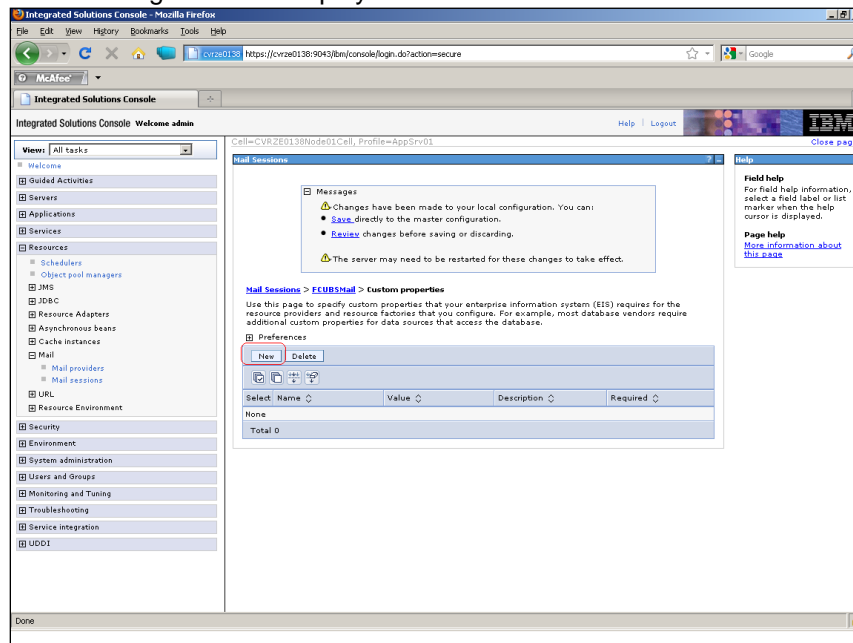 Integrated Solutions Console - Mozilla Firefox
File Edit View History Bookmarks Tools Help
cvrze0138 https://cvrze0138:9043/ibm/console/login.do?action=secure
Google
McAfee
Integrated Solutions Console
Integrated Solutions Console Welcome admin
Help | Logout
IBM
View: All tasks
Welcome
Guided Activities
Servers
Applications
Services
Resources
Schedulers
Object pool managers
JMS
JDBC
Resource Adapters
Asynchronous beans
Cache instances
Mail
Mail providers
Mail sessions
URL
Resource Environment
Security
Environment
System administration
Users and Groups
Monitoring and Tuning
Troubleshooting
Service integration
UDDI
Cell=CVRZE0138Node01Cell, Profile=AppSrv01
Close pag
Mail Sessions
Messages
Changes have been made to your local configuration. You can:
Save directly to the master configuration.
Review changes before saving or discarding.
The server may need to be restarted for these changes to take effect.
Mail Sessions > FCUBSMail > Custom properties
Use this page to specify custom properties that your enterprise information system (EIS) requires for the
resource providers and resource factories that you configure. For example, most database vendors require
additional custom properties for data sources that access the database.
Preferences
New Delete
Select Name Value Description Required
None
Total 0
Help
Field help
For field help information,
select a field label or list
marker when the help
cursor is displayed.
Page help
More information about
this page
Done